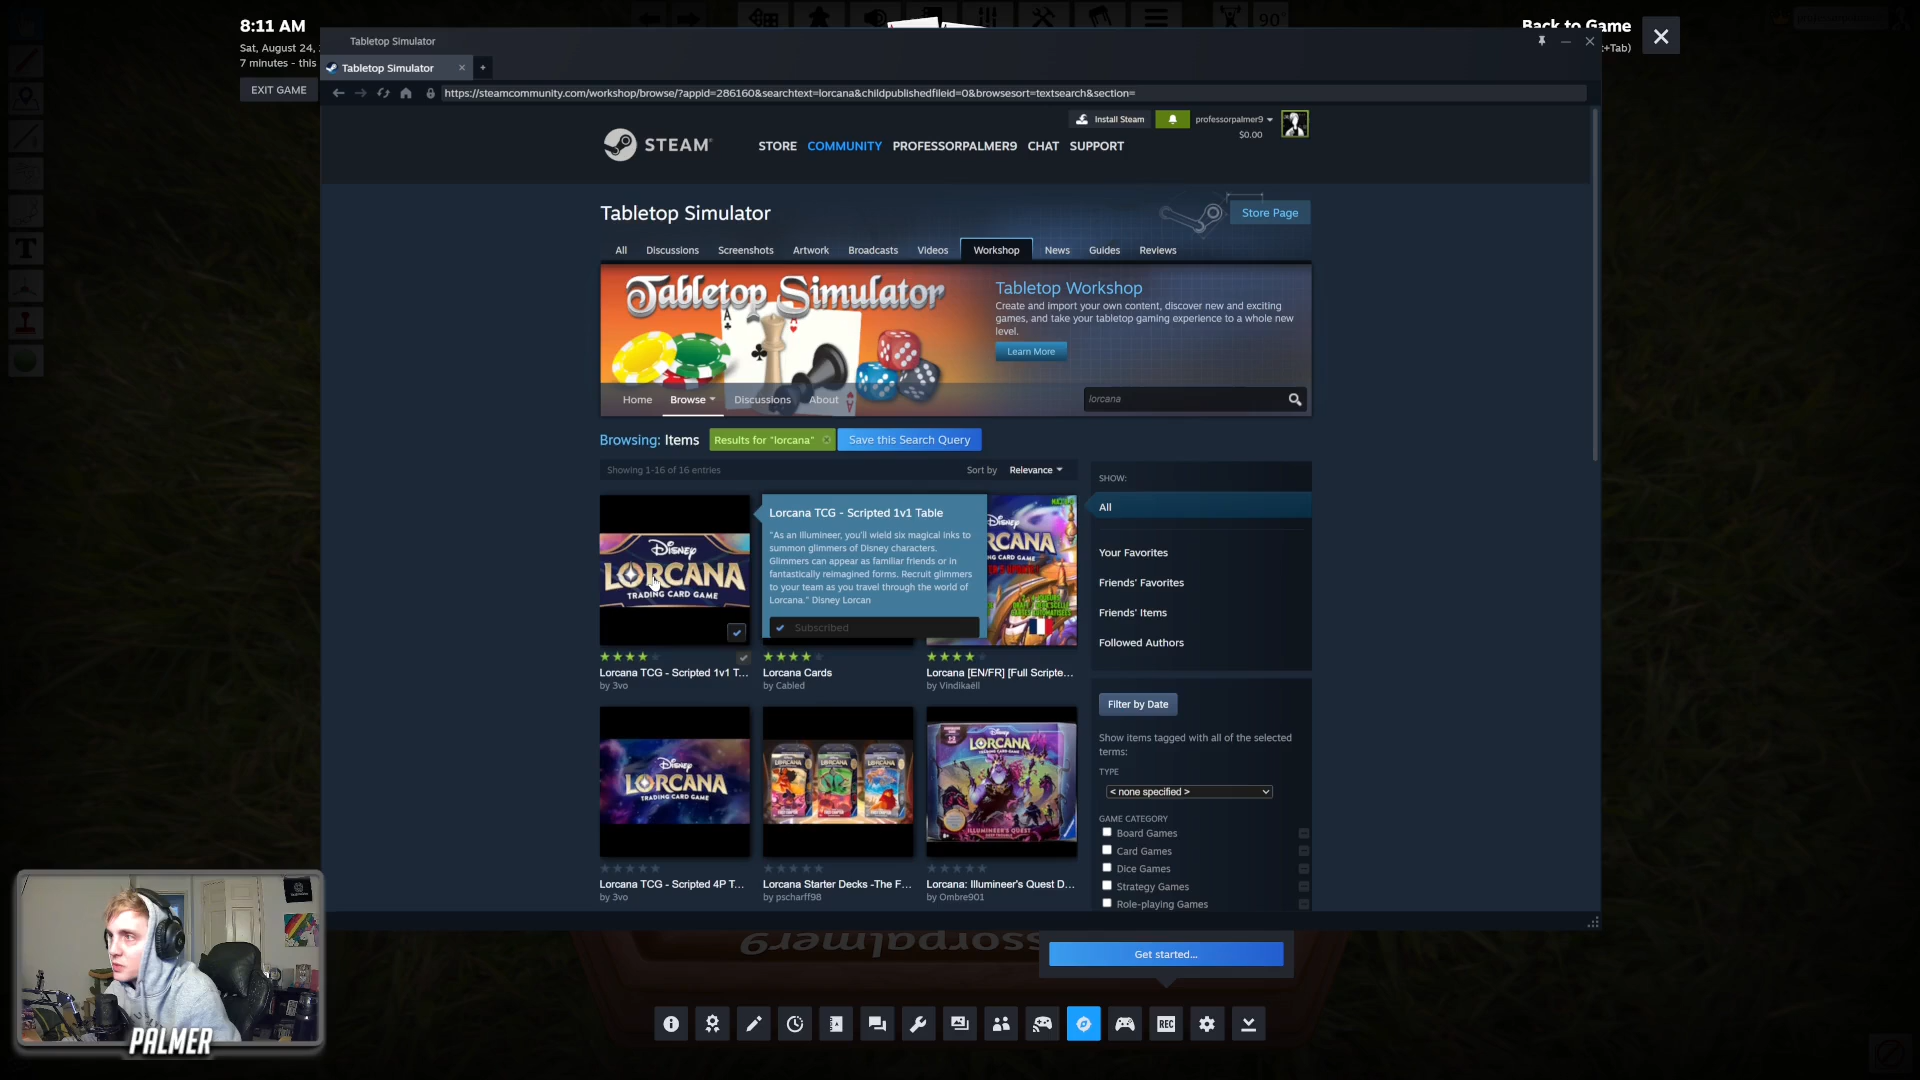 8:11 AM
Sat, August 24,
7 minutes - this
EXIT GAME
Back to Game
+Tab)
90°
Tabletop Simulator
Tabletop Simulator
https://steamcommunity.com/workshop/browse/?appid=286160&searchtext=lorcana&childpublishedfileid=0&browsesort=textsearch&section=
Install Steam
professorpalmer9
$0.00
STEAM
STORE
COMMUNITY
PROFESSORPALMER9
CHAT
SUPPORT
Tabletop Simulator
Store Page
All
Discussions
Screenshots
Artwork
Broadcasts
Videos
Workshop
News
Guides
Reviews
Tabletop Simulator
Tabletop Workshop
Create and import your own content, discover new and exciting
games, and take your tabletop gaming experience to a whole new
level.
Learn More
Home
Browse
Discussions
About
lorcana
Browsing: Items
Results for "lorcana"
Save this Search Query
Showing 1-16 of 16 entries
Sort by
Relevance
SHOW:
All
Your Favorites
Friends' Favorites
Friends' Items
Followed Authors
Disney
LORCANA
TRADING CARD GAME
Lorcana TCG - Scripted 1v1 Table
"As an Illumineer, you'll wield six magical inks to
summon glimmers of Disney characters.
Glimmers can appear as familiar friends or in
fantastically reimagined forms. Recruit glimmers
to your team as you travel through the world of
Lorcana." Disney Lorcan
Subscribed
Disney
ORCANA
NG CARD GAME
Lorcana TCG - Scripted 1v1 T...
by 3vo
Lorcana Cards
by Cabled
Lorcana [EN/FR] [Full Scripte...
by Vindikaëll
Disney
LORCANA
TRADING CARD GAME
Disney
LORCANA
ILLUMINEER'S QUEST
Lorcana TCG - Scripted 4P T...
by 3vo
Lorcana Starter Decks -The F...
by pscharff98
Lorcana: Illumineer's Quest D...
by Ombre901
Filter by Date
Show items tagged with all of the selected
terms:
TYPE
< none specified >
GAME CATEGORY
Board Games
Card Games
Dice Games
Strategy Games
Role-playing Games
Get started...
REC
PALMER